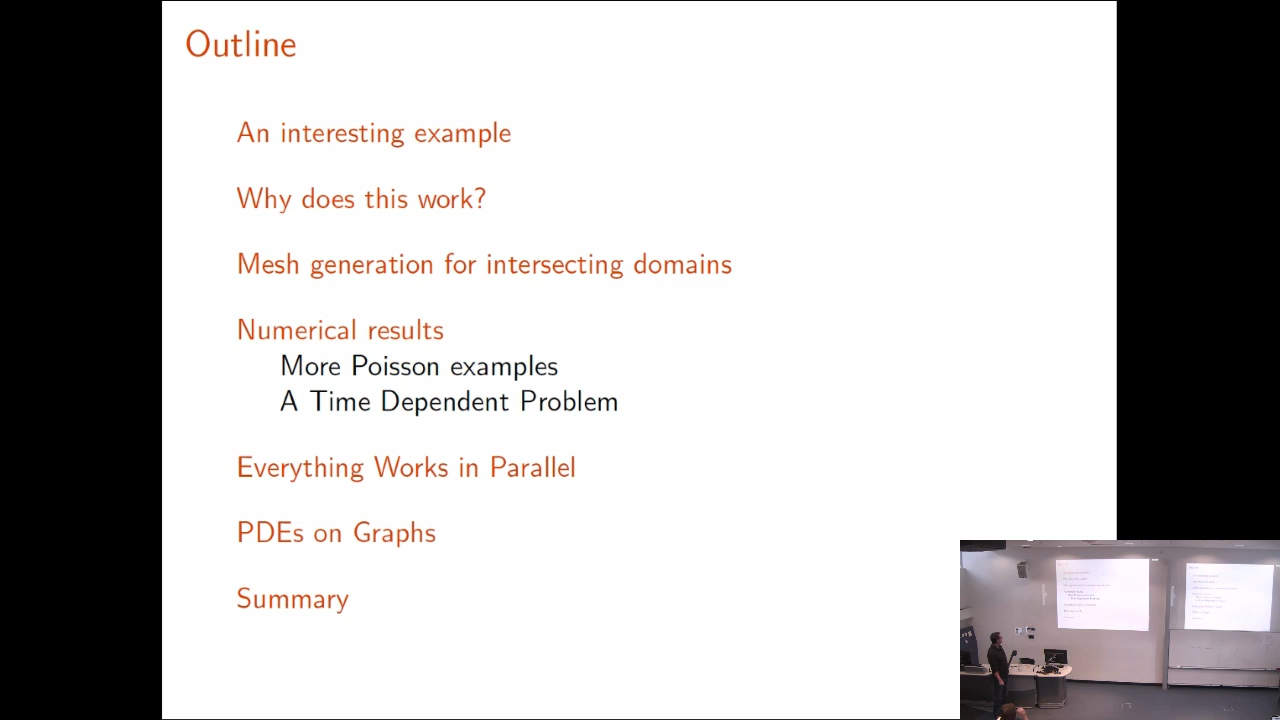 Outline
An interesting example
Why does this work?
Mesh generation for intersecting domains
Numerical results
More Poisson examples
A Time Dependent Problem
Everything Works in Parallel
PDEs on Graphs
Summary